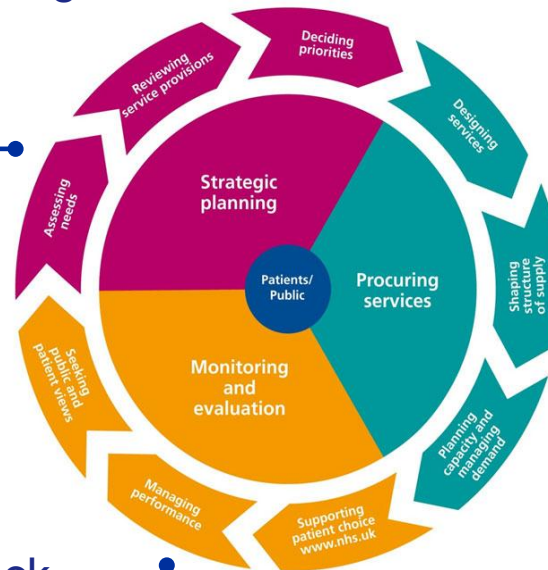 Deciding
priorities
Designing
services
Shaping
structure
of supply
Planning
capacity and
managing
demand
Supporting
patient choice
www.nhs.uk
Managing
performance
Seeking
public and
patient views
Assessing
needs
Reviewing
service provisions
Strategic
planning
Procuring
services
Monitoring
and
evaluation
Patients/
Public